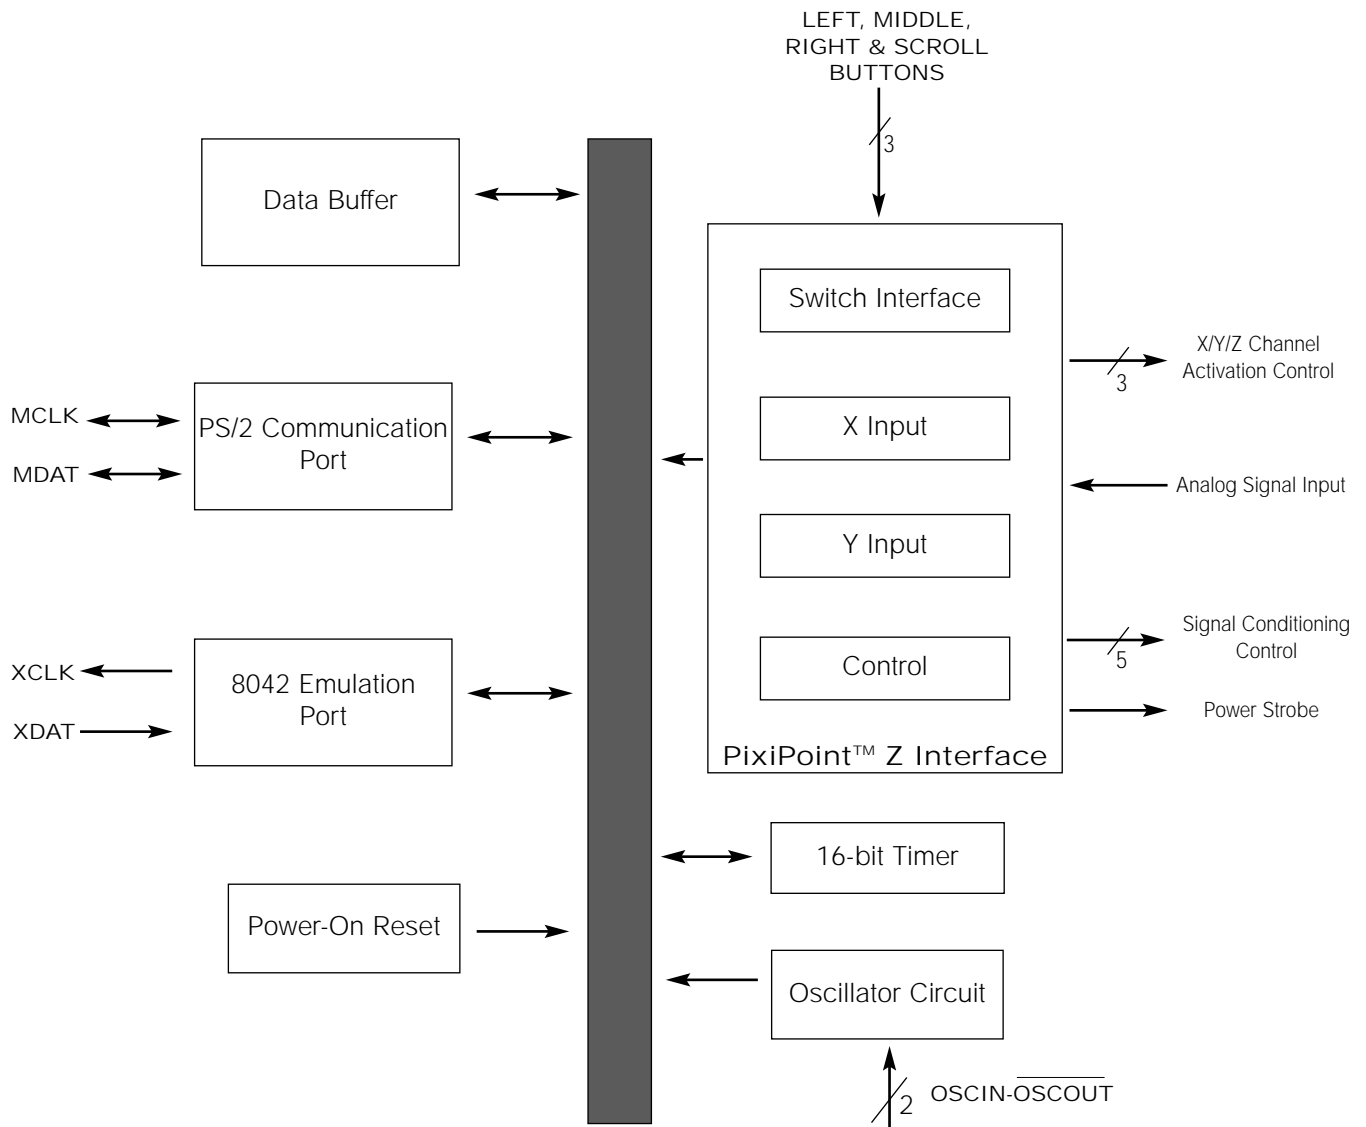 LEFT, MIDDLE,
RIGHT & SCROLL
BUTTONS
3
Data Buffer
Switch Interface
X/Y/Z Channel
Activation Control
3
MCLK
PS/2 Communication
Port
MDAT
X Input
Analog Signal Input
Y Input
XCLK
8042 Emulation
Port
XDAT
Control
Signal Conditioning
Control
5
Power Strobe
PixiPoint™ Z Interface
16-bit Timer
Power-On Reset
Oscillator Circuit
2
OSCIN-OSCOUT